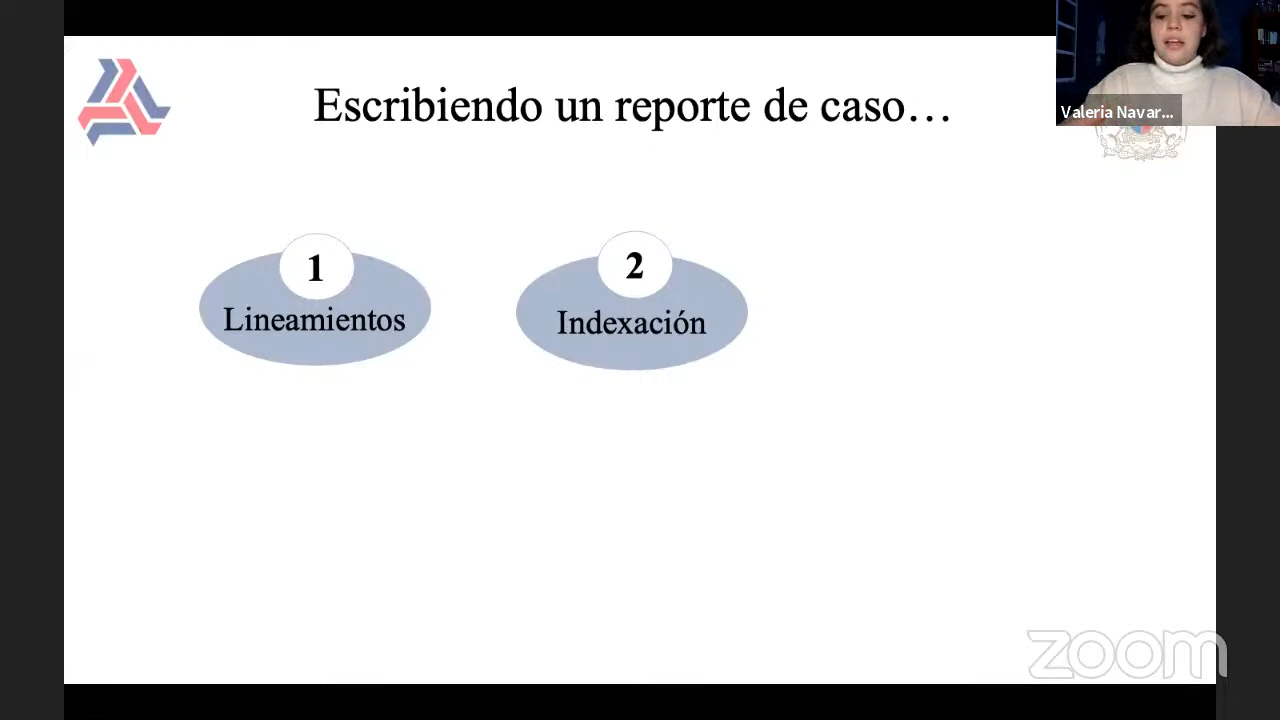 Escribiendo un reporte de caso…
Valeria Navar...
1
Lineamientos
2
Indexación
zoom